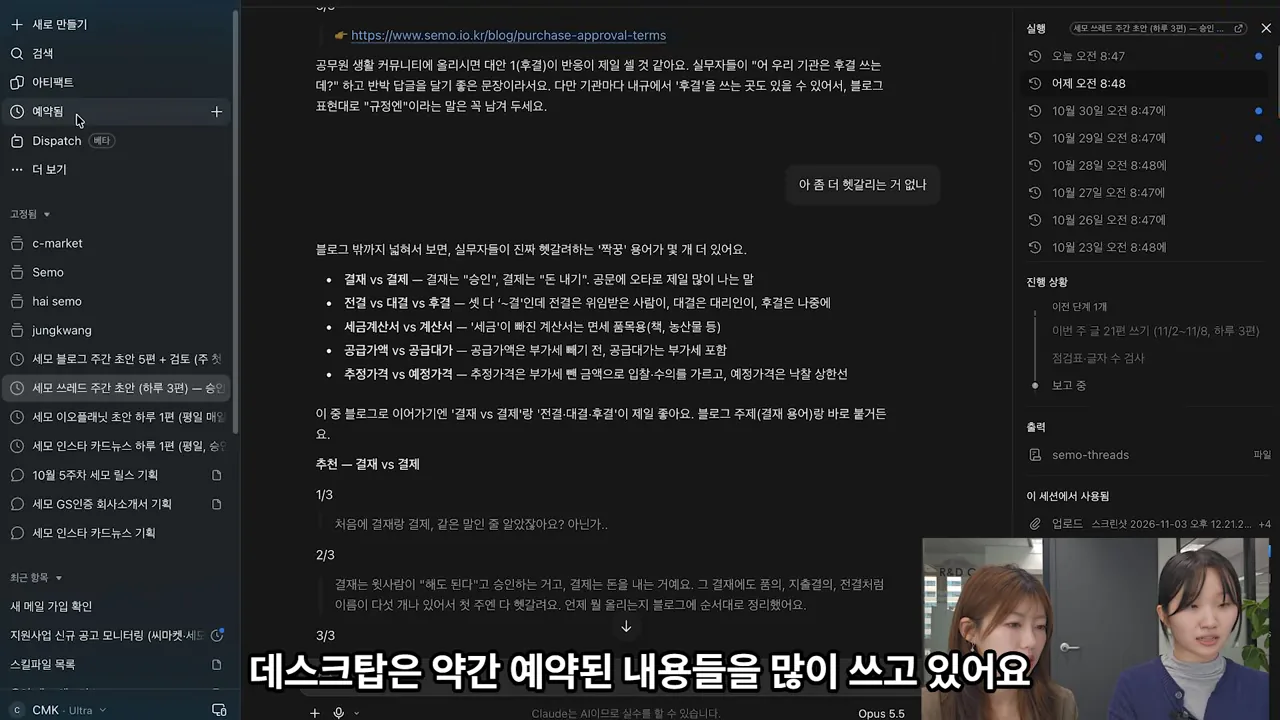 새로 만들기
검색
아티팩트
예약됨
Dispatch 베타
더 보기
고정됨
c-market
Semo
hai semo
jungkwang
세모 블로그 주간 초안 5편 + 검토 (주 첫
세모 쓰레드 주간 초안 (하루 3편) — 승인
세모 이오플래닛 초안 하루 1편 (평일 매일
세모 인스타 카드뉴스 하루 1편 (평일, 승인
10월 5주차 세모 릴스 기획
세모 GS인증 회사소개서 기획
세모 인스타 카드뉴스 기획
최근 항목
새 메일 가입 확인
지원사업 신규 공고 모니터링 (씨마켓·세모
스킬파일 목록
C CMK · Ultra
https://www.semo.io.kr/blog/purchase-approval-terms
공무원 생활 커뮤니티에 올리시면 대안 1(후결)이 반응이 제일 셀 것 같아요. 실무자들이 "어 우리 기관은 후결 쓰는
데?" 하고 반박 답글을 달기 좋은 문장이라서요. 다만 기관마다 내규에서 '후결'을 쓰는 곳도 있을 수 있어서, 블로그
표현대로 "규정엔"이라는 말은 꼭 남겨 두세요.
아 좀 더 헷갈리는 거 없나
블로그 밖까지 넓혀서 보면, 실무자들이 진짜 헷갈려하는 '짝꿍' 용어가 몇 개 더 있어요.
• 결재 vs 결제 — 결재는 "승인", 결제는 "돈 내기". 공문에 오타로 제일 많이 나는 말
• 전결 vs 대결 vs 후결 — 셋 다 '~결'인데 전결은 위임받은 사람이, 대결은 대리인이, 후결은 나중에
• 세금계산서 vs 계산서 — '세금'이 빠진 계산서는 면세 품목용(책, 농산물 등)
• 공급가액 vs 공급대가 — 공급가액은 부가세 빼기 전, 공급대가는 부가세 포함
• 추정가격 vs 예정가격 — 추정가격은 부가세 뺀 금액으로 입찰·수의를 가르고, 예정가격은 낙찰 상한선
이 중 블로그로 이어가기엔 '결재 vs 결제'랑 '전결·대결·후결'이 제일 좋아요. 블로그 주제(결재 용어)랑 바로 붙거든
요.
추천 — 결재 vs 결제
1/3
처음에 결재랑 결제, 같은 말인 줄 알았잖아요? 아닌가..
2/3
결재는 윗사람이 "해도 된다"고 승인하는 거고, 결제는 돈을 내는 거예요. 그 결재에도 품의, 지출결의, 전결처럼
이름이 다섯 개나 있어서 첫 주엔 다 헷갈려요. 언제 뭘 올리는지 블로그에 순서대로 정리했어요.
3/3
Claude는 AI이므로 실수를 할 수 있습니다.
Opus 5.5
실행
세모 쓰레드 주간 초안 (하루 3편) — 승인 ...
오늘 오전 8:47
어제 오전 8:48
10월 30일 오전 8:47에
10월 29일 오전 8:47에
10월 28일 오전 8:48에
10월 27일 오전 8:47에
10월 26일 오전 8:47에
10월 23일 오전 8:48에
진행 상황
이전 단계 1개
이번 주 글 21편 쓰기 (11/2~11/8, 하루 3편)
점검표·글자 수 검사
보고 중
출력
semo-threads 파일
이 세션에서 사용됨
업로드 스크린샷 2026-11-03 오후 12.21.2... +4
데스크탑은 약간 예약된 내용들을 많이 쓰고 있어요